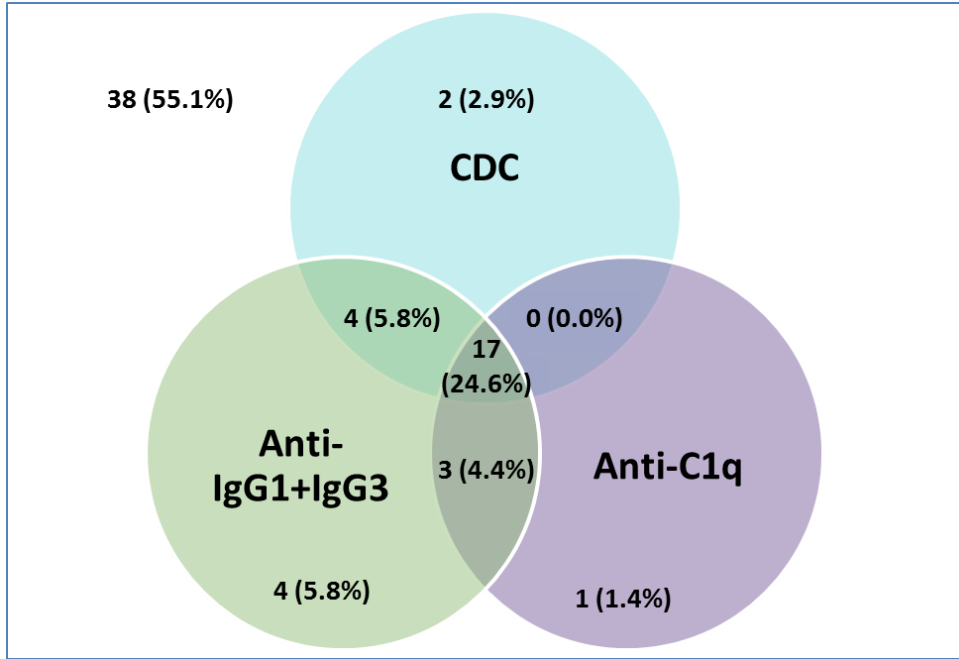 38 (55.1%)
2 (2.9%)
CDC
4 (5.8%)
0 (0.0%)
17
(24.6%)
Anti-
IgG1+IgG3
3 (4.4%)
Anti-C1q
4 (5.8%)
1 (1.4%)